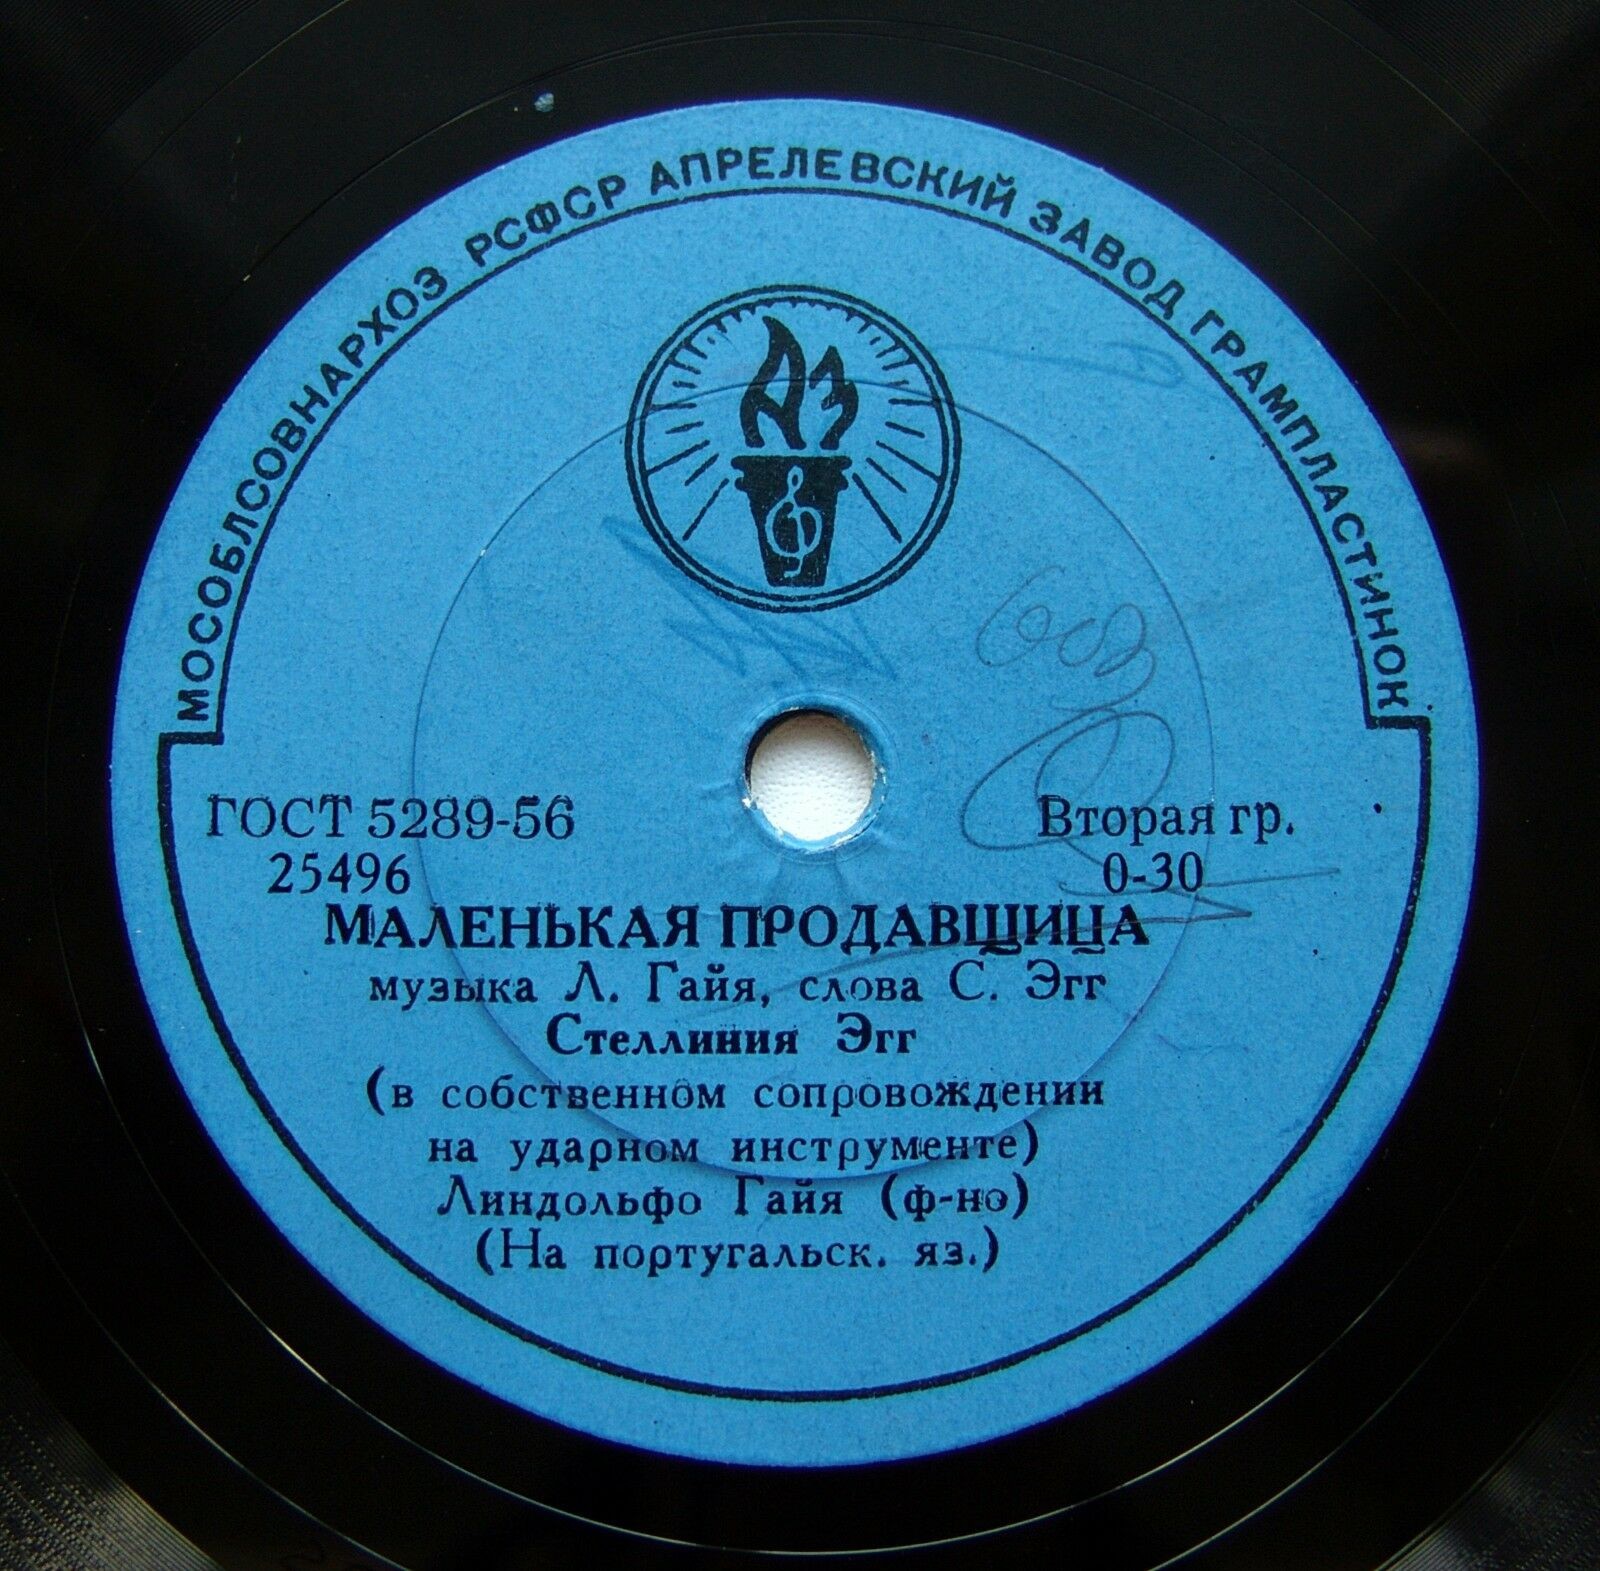 МОСОБЛСОВНАРХОЗ РСФСР АПРЕЛЕВСКИЙ ЗАВОД ГРАМПЛАСТИНОК
АЗ
ГОСТ 5289-56
Вторая гр.
25496
0-30
МАЛЕНЬКАЯ ПРОДАВЩИЦА
музыка Л. Гайя, слова С. Эгг
Стеллиния Эгг
(в собственном сопровождении
на ударном инструменте)
Линдольфо Гайя (ф-но)
(На португальск. яз.)